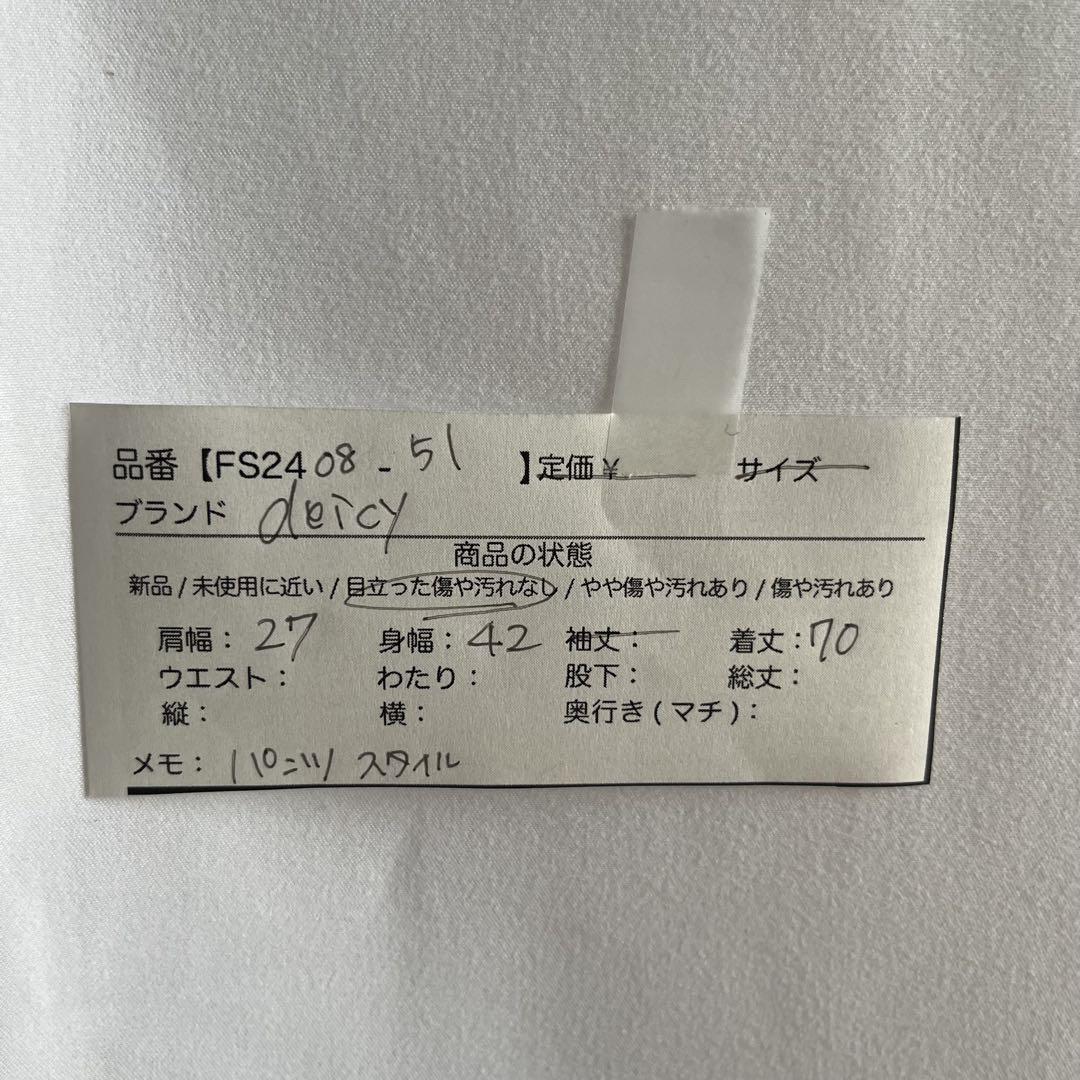 品番【FS2408-51】定価¥ サイズ
ブランド deicy
商品の状態
新品/未使用に近い/目立った傷や汚れなし/やや傷や汚れあり/傷や汚れあり
肩幅：27 身幅：42 袖丈： 着丈：70
ウエスト： わたり： 股下： 総丈：
縦： 横： 奥行き(マチ)：
メモ：パンツスタイル